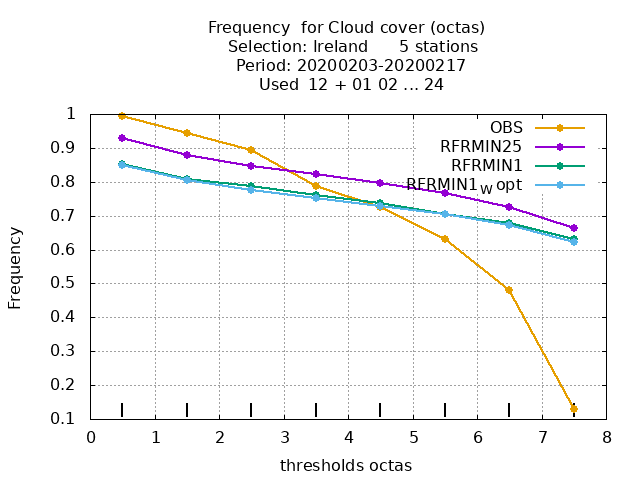 Frequency  for Cloud cover (octas)
Selection: Ireland      5 stations
Period: 20200203-20200217
Used  12 + 01 02 ... 24
Frequency
1
0.9
0.8
0.7
0.6
0.5
0.4
0.3
0.2
0.1
OBS
RFRMIN25
RFRMIN1
RFRMIN1w opt
0 1 2 3 4 5 6 7 8
thresholds octas